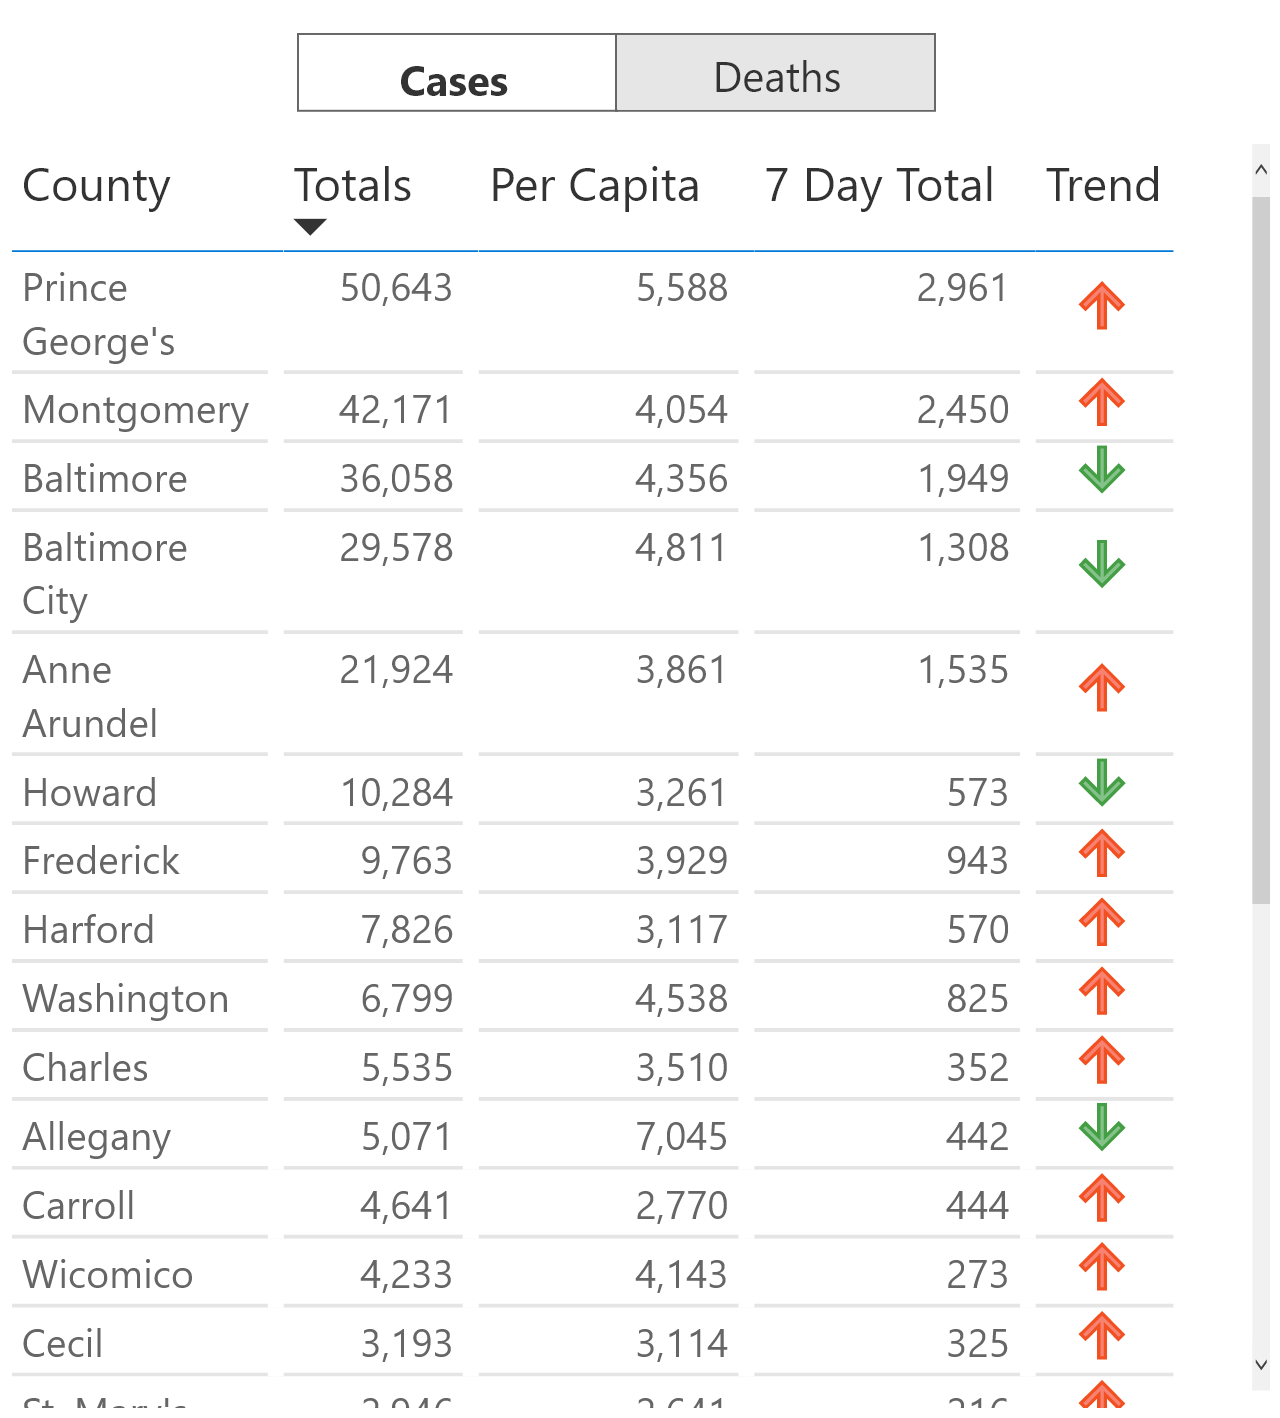 Cases Deaths
County Totals Per Capita 7 Day Total Trend
Prince 50,643 5,588 2,961
George's
Montgomery 42,171 4,054 2,450
Baltimore 36,058 4,356 1,949
Baltimore 29,578 4,811 1,308
City
Anne 21,924 3,861 1,535
Arundel
Howard 10,284 3,261 573
Frederick 9,763 3,929 943
Harford 7,826 3,117 570
Washington 6,799 4,538 825
Charles 5,535 3,510 352
Allegany 5,071 7,045 442
Carroll 4,641 2,770 444
Wicomico 4,233 4,143 273
Cecil 3,193 3,114 325
St. Mary's